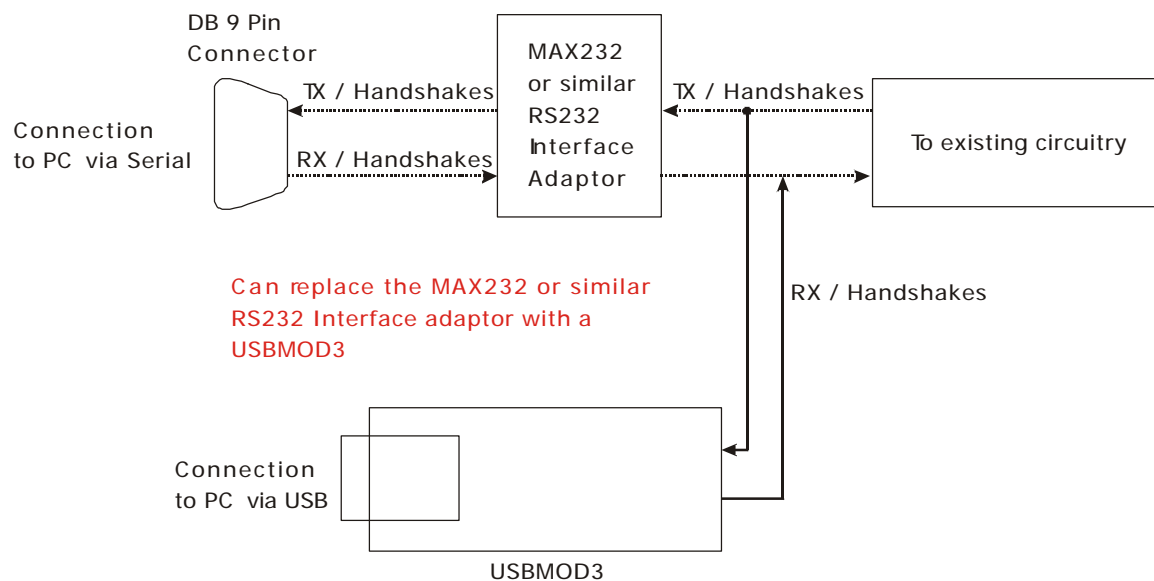 DB 9 Pin
Connector
Connection
to PC via Serial
TX / Handshakes
RX / Handshakes
MAX232
or similar
RS232
Interface
Adaptor
TX / Handshakes
To existing circuitry
RX / Handshakes
Can replace the MAX232 or similar
RS232 Interface adaptor with a
USBMOD3
Connection
to PC via USB
USBMOD3